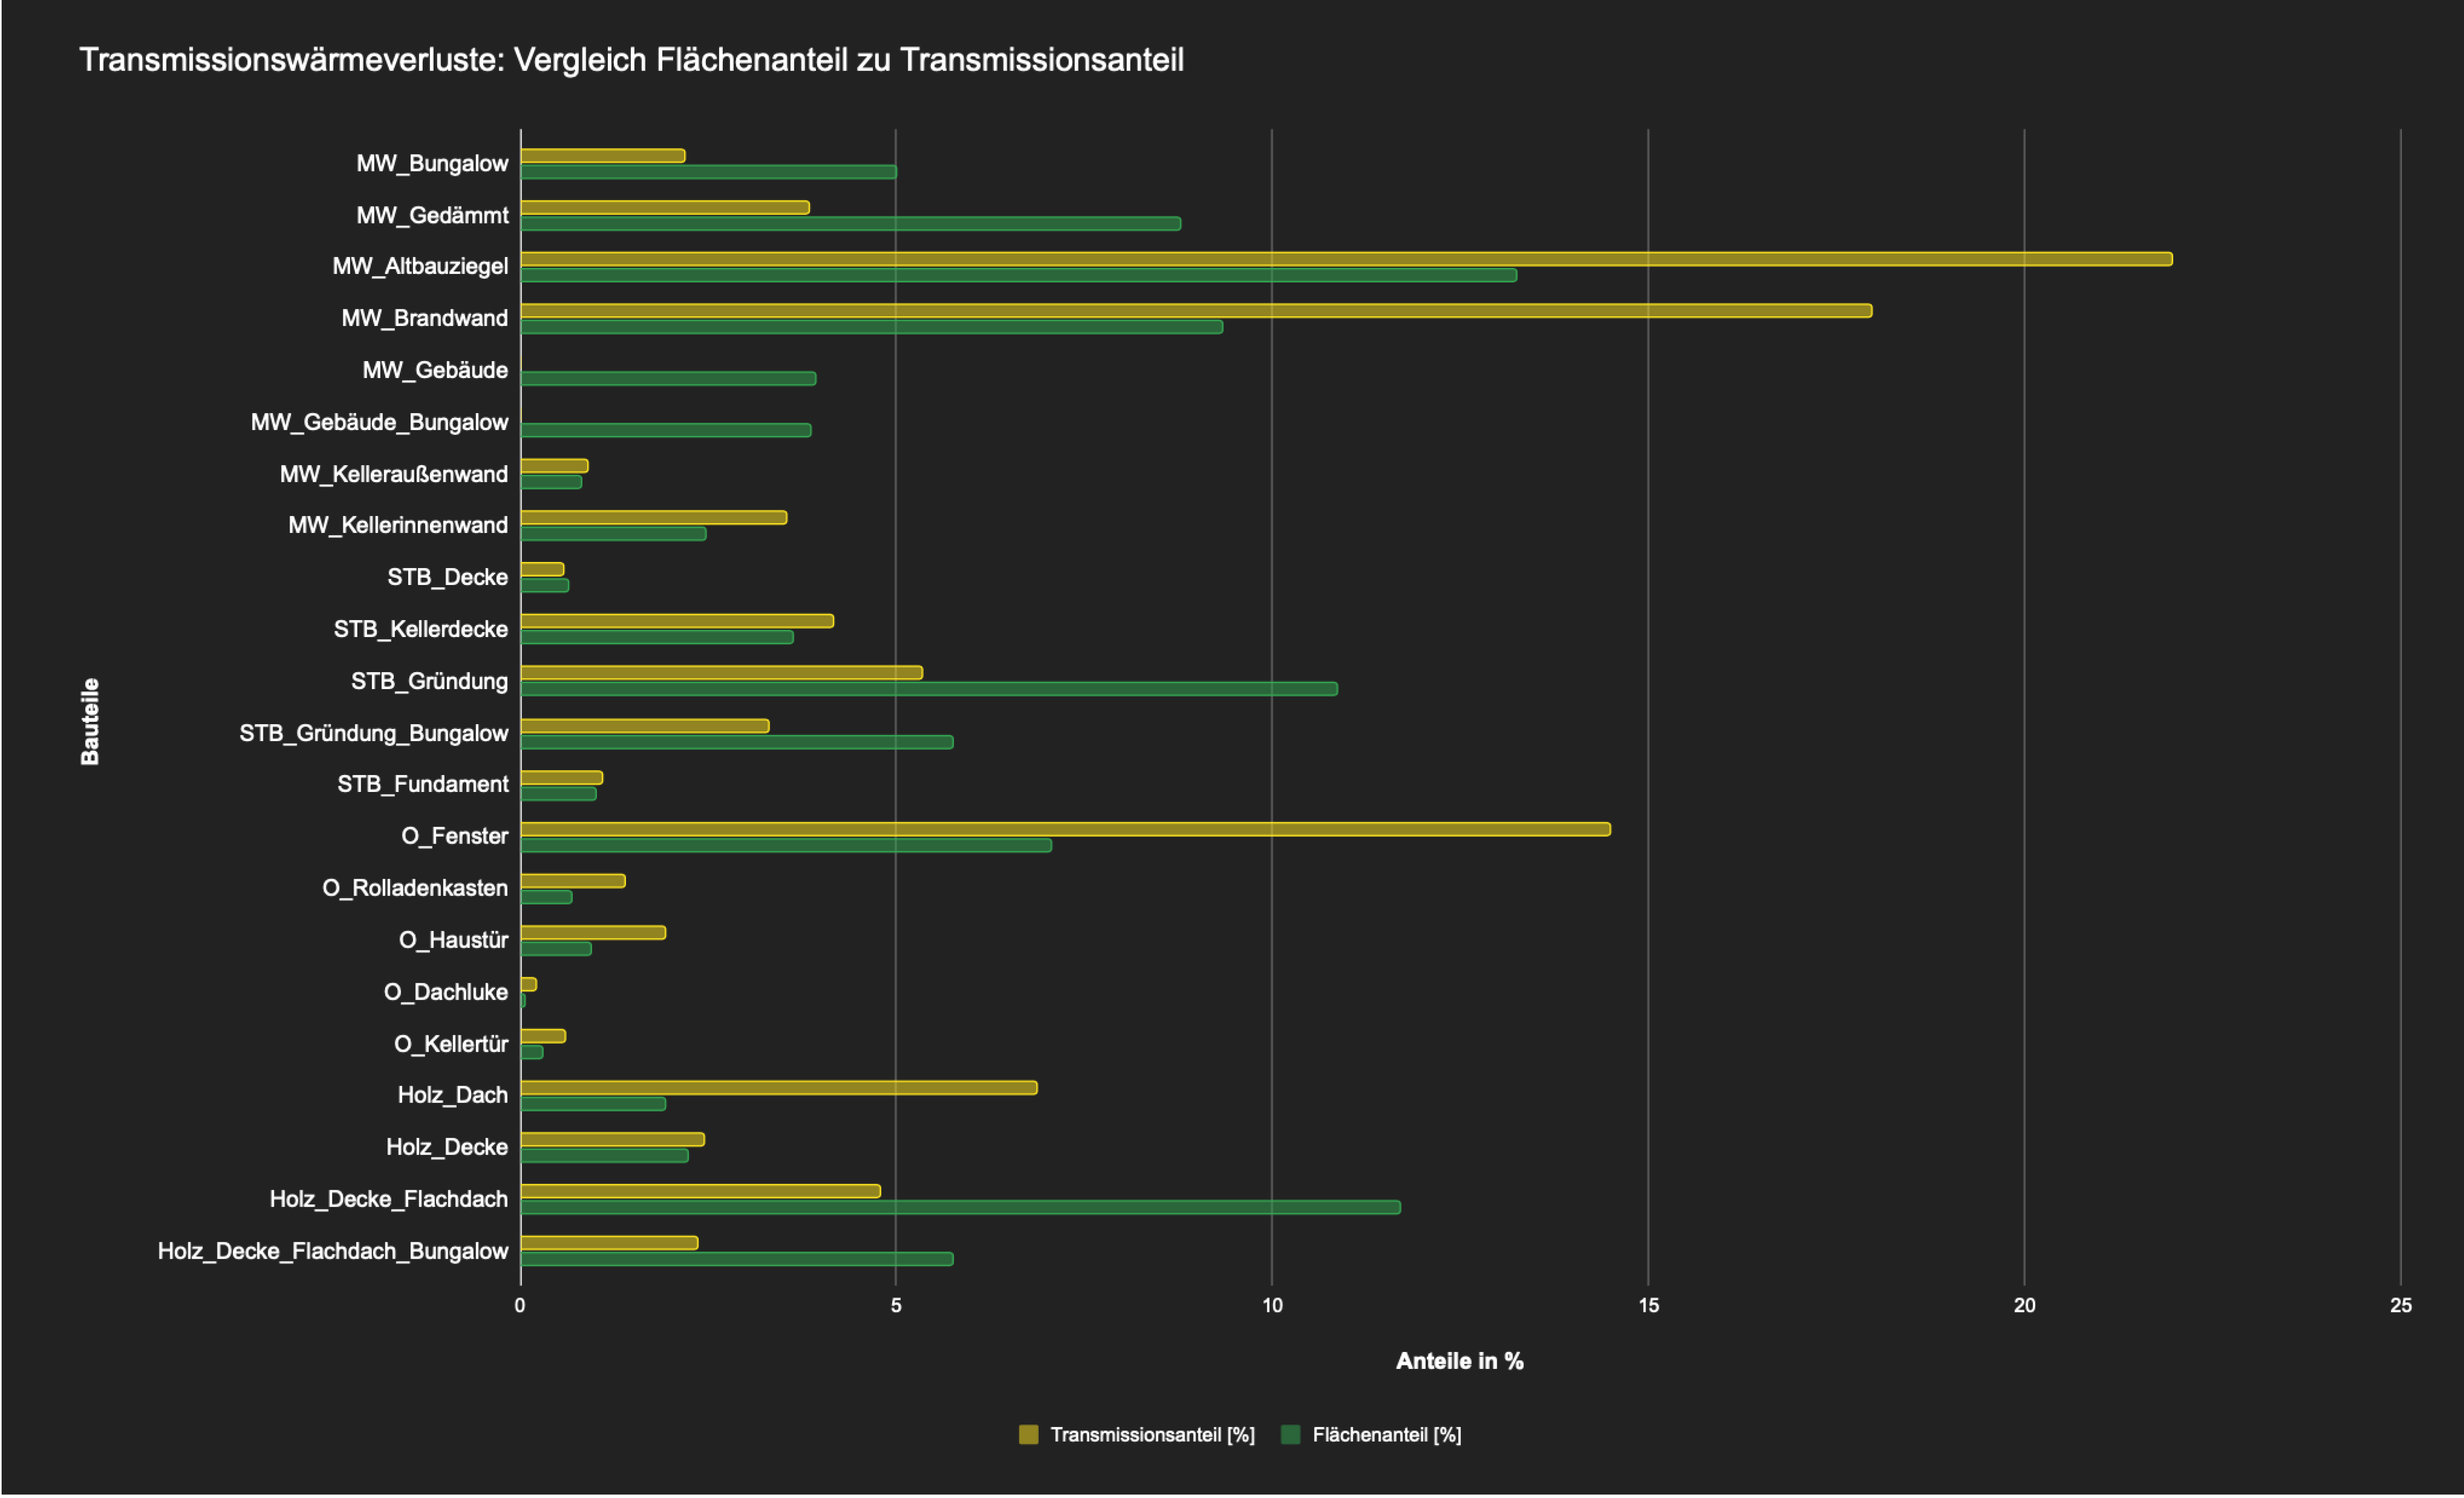 Transmissionswärmeverluste: Vergleich Flächenanteil zu Transmissionsanteil
Bauteile
MW_Bungalow
MW_Gedämmt
MW_Altbauziegel
MW_Brandwand
MW_Gebäude
MW_Gebäude_Bungalow
MW_Kelleraußenwand
MW_Kellerinnenwand
STB_Decke
STB_Kellerdecke
STB_Gründung
STB_Gründung_Bungalow
STB_Fundament
O_Fenster
O_Rolladenkasten
O_Haustür
O_Dachluke
O_Kellertür
Holz_Dach
Holz_Decke
Holz_Decke_Flachdach
Holz_Decke_Flachdach_Bungalow
0 5 10 15 20 25
Anteile in %
Transmissionsanteil [%] Flächenanteil [%]